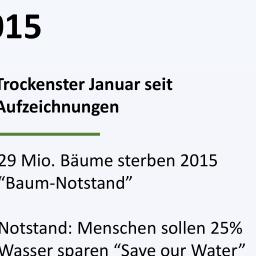 015
Trockenster Januar seit
Aufzeichnungen
29 Mio. Bäume sterben 2015
“Baum-Notstand”
Notstand: Menschen sollen 25%
Wasser sparen “Save our Water”